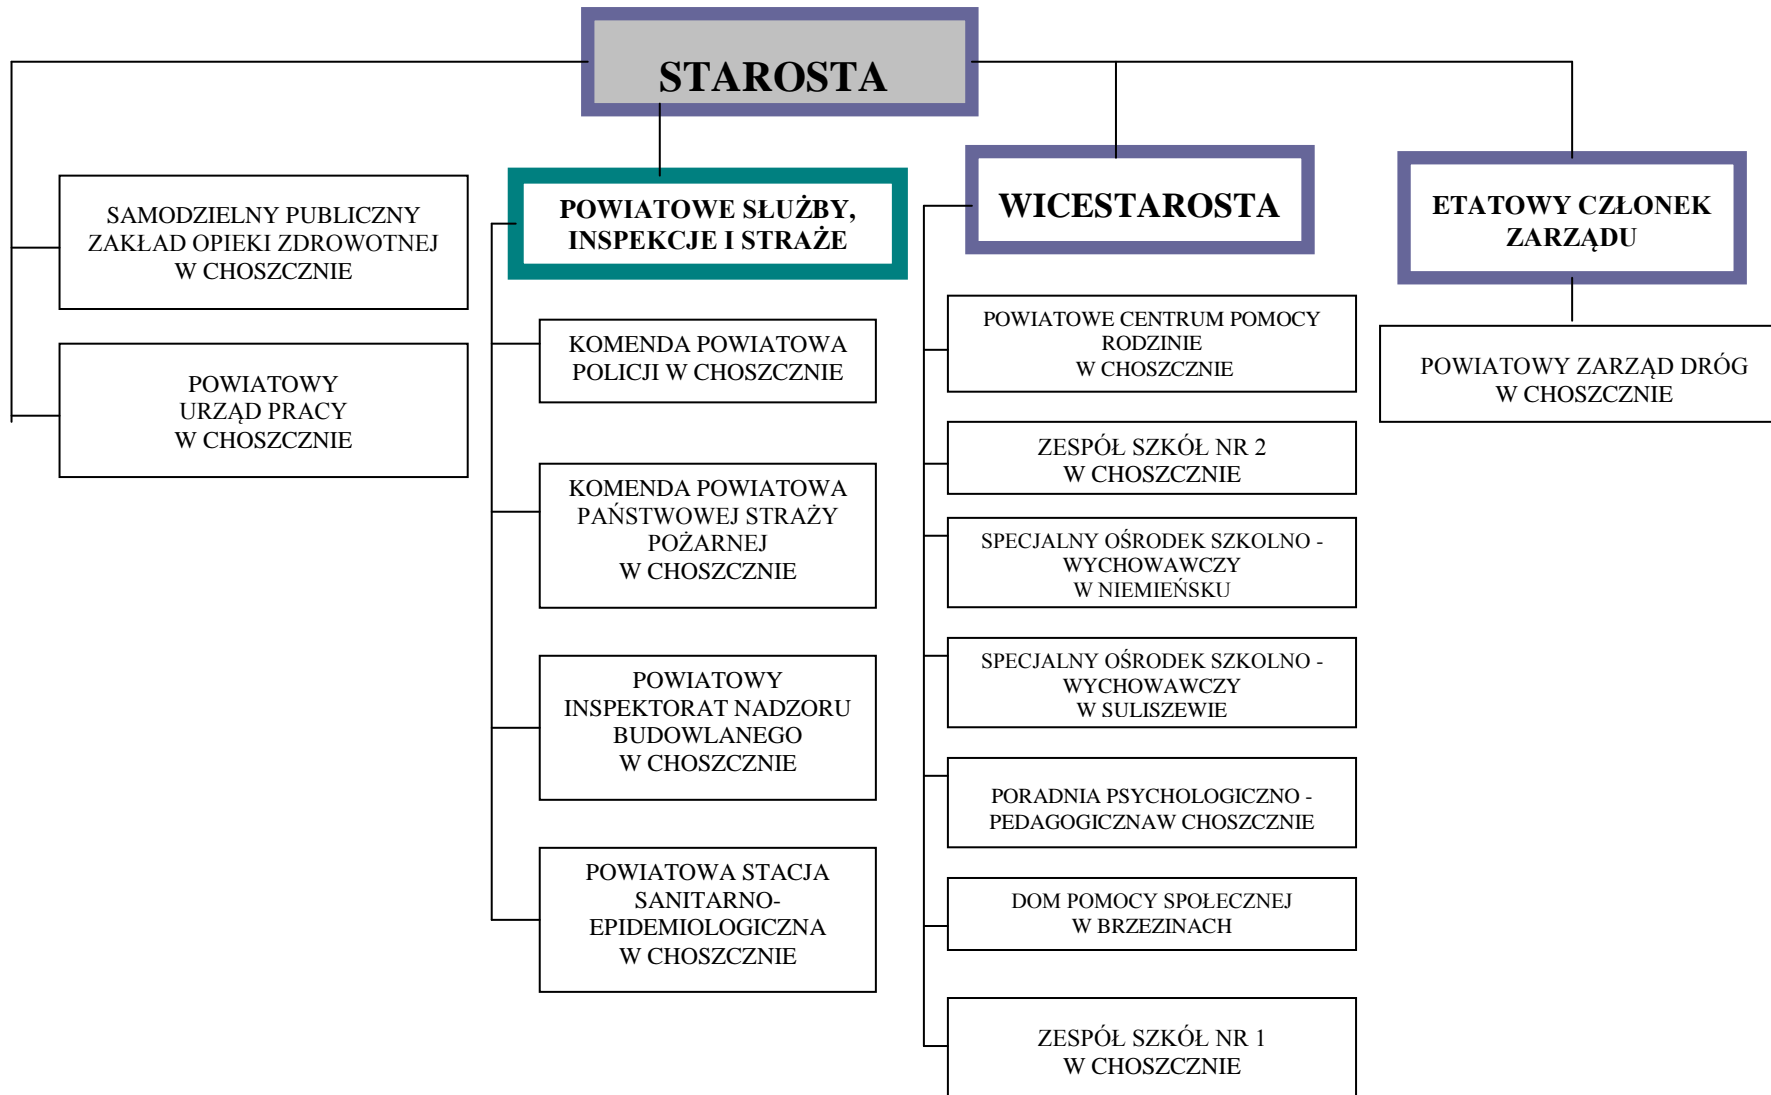 STAROSTA
SAMODZIELNY PUBLICZNY
ZAKŁAD OPIEKI ZDROWOTNEJ
W CHOSZCZNIE
POWIATOWY
URZĄD PRACY
W CHOSZCZNIE
POWIATOWE SŁUŻBY,
INSPEKCJE I STRAŻE
KOMENDA POWIATOWA
POLICJI W CHOSZCZNIE
KOMENDA POWIATOWA
PAŃSTWOWEJ STRAŻY
POŻARNEJ
W CHOSZCZNIE
POWIATOWY
INSPEKTORAT NADZORU
BUDOWLANEGO
W CHOSZCZNIE
POWIATOWA STACJA
SANITARNO-
EPIDEMIOLOGICZNA
W CHOSZCZNIE
WICESTAROSTA
POWIATOWE CENTRUM POMOCY
RODZINIE
W CHOSZCZNIE
ZESPÓŁ SZKÓŁ NR 2
W CHOSZCZNIE
SPECJALNY OŚRODEK SZKOLNO -
WYCHOWAWCZY
W NIEMIEŃSKU
SPECJALNY OŚRODEK SZKOLNO -
WYCHOWAWCZY
W SULISZEWIE
PORADNIA PSYCHOLOGICZNO -
PEDAGOGICZNAW CHOSZCZNIE
DOM POMOCY SPOŁECZNEJ
W BRZEZINACH
ZESPÓŁ SZKÓŁ NR 1
W CHOSZCZNIE
ETATOWY CZŁONEK
ZARZĄDU
POWIATOWY ZARZĄD DRÓG
W CHOSZCZNIE